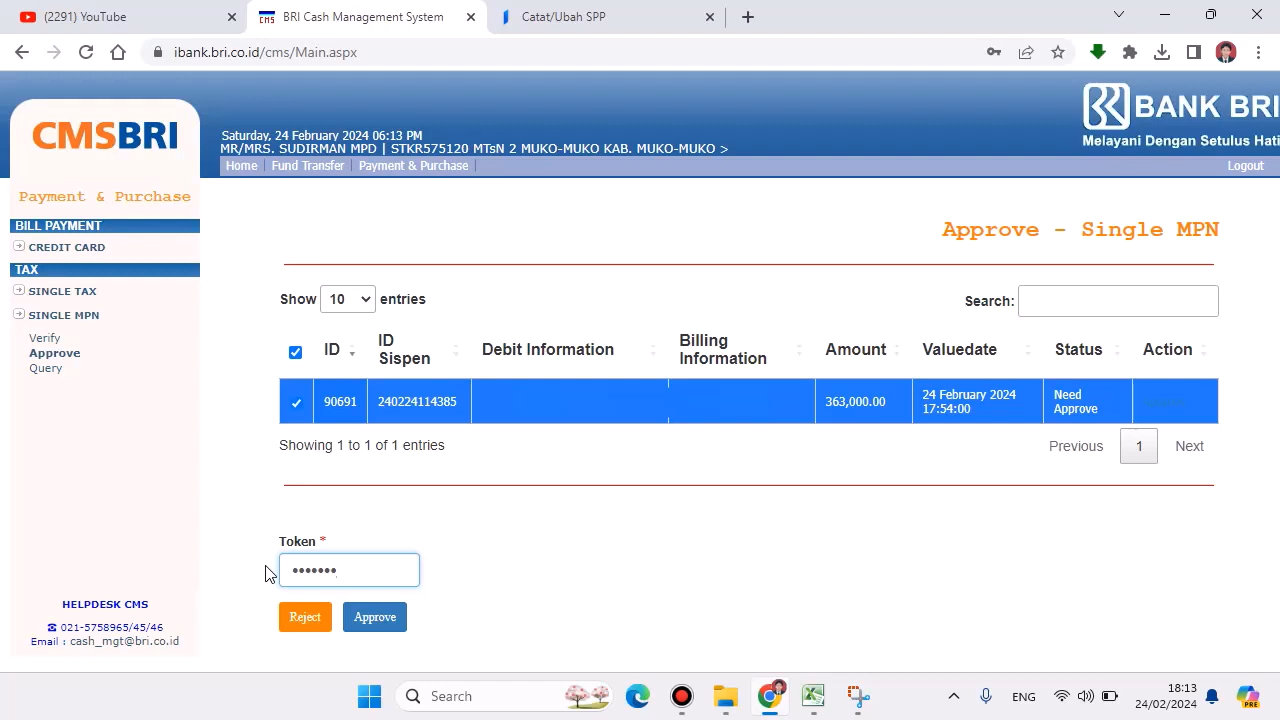 (2291) YouTube
BRI Cash Management System
Catat/Ubah SPP
ibank.bri.co.id/cms/Main.aspx
CMSBRI
BANK BRI
Melayani Dengan Setulus Hati
Saturday, 24 February 2024 06:13 PM
MR/MRS. SUDIRMAN MPD | STKR575120 MTsN 2 MUKO-MUKO KAB. MUKO-MUKO >
Home | Fund Transfer | Payment & Purchase |
Logout
Payment & Purchase
BILL PAYMENT
CREDIT CARD
TAX
SINGLE TAX
SINGLE MPN
Verify
Approve
Query
HELPDESK CMS
☎ 021-5758965/45/46
Email : cash_mgt@bri.co.id
Approve - Single MPN
Show 10 entries
Search:
ID
ID Sispen
Debit Information
Billing Information
Amount
Valuedate
Status
Action
90691
240224114385
363,000.00
24 February 2024
17:54:00
Need
Approve
Showing 1 to 1 of 1 entries
Previous 1 Next
Token *
•••••••
Reject
Approve
Search
ENG
18:13
24/02/2024
PRE